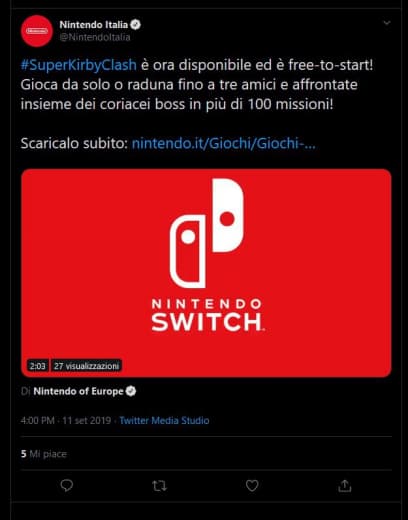 Nintendo
Nintendo Italia
@NintendoItalia
#SuperKirbyClash è ora disponibile ed è free-to-start!
Gioca da solo o raduna fino a tre amici e affrontate
insieme dei coriacei boss in più di 100 missioni!
Scaricalo subito: nintendo.it/Giochi/Giochi-...
NINTENDO
SWITCH™
2:03 27 visualizzazioni
Di Nintendo of Europe
4:00 PM · 11 set 2019 · Twitter Media Studio
5 Mi piace